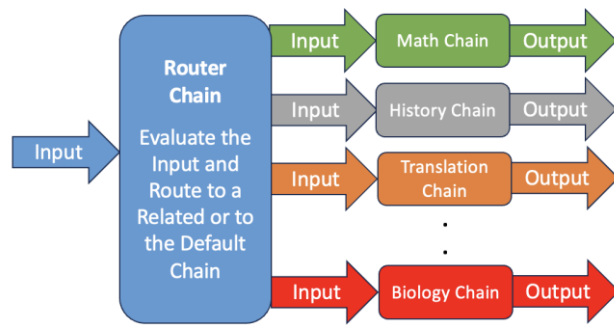 Input
Router
Chain
Evaluate the
Input and
Route to a
Related or to
the Default
Chain
Input
Math Chain
Output
Input
History Chain
Output
Input
Translation
Chain
Output
.
.
Input
Biology Chain
Output